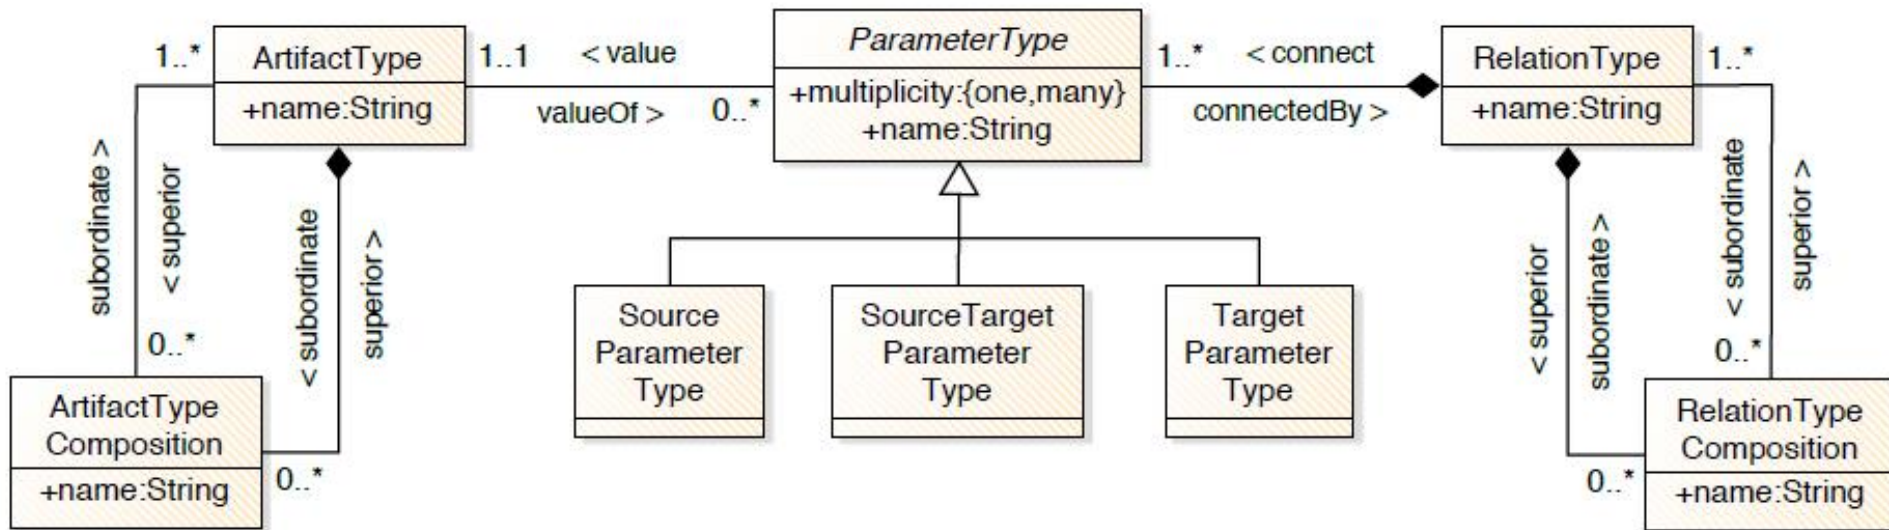 ArtifactType
+name:String
1..*
1..1
< value
valueOf >
0..*
ParameterType
+multiplicity:{one,many}
+name:String
1..*
< connect
connectedBy >
RelationType
+name:String
1..*
subordinate >
< superior
0..*
< subordinate
superior >
0..*
ArtifactType
Composition
+name:String
Source
Parameter
Type
SourceTarget
Parameter
Type
Target
Parameter
Type
< superior
subordinate >
0..*
< subordinate
superior >
0..*
RelationType
Composition
+name:String